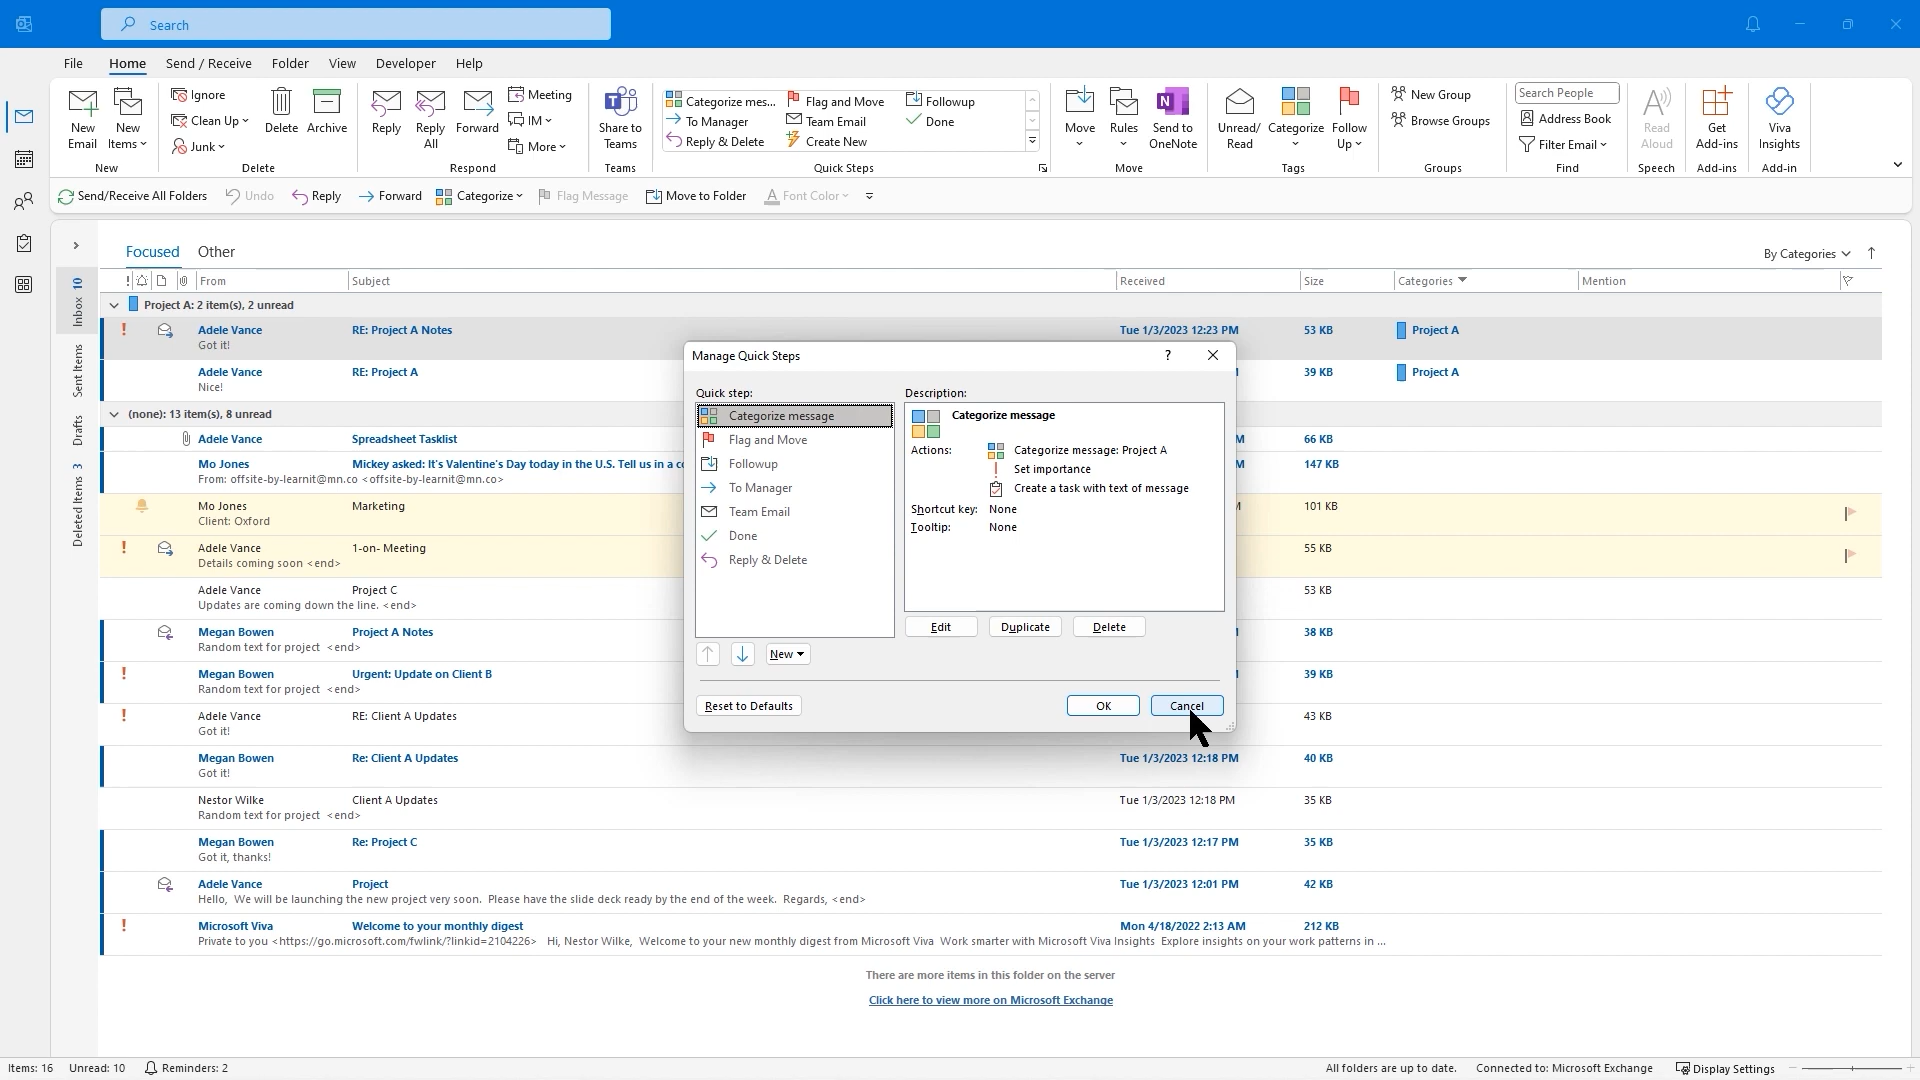 Search
File Home Send / Receive Folder View Developer Help
New Email
New Items
New
Ignore
Clean Up
Junk
Delete
Archive
Delete
Reply
Reply All
Forward
Meeting
IM
More
Respond
Share to Teams
Teams
Categorize mes... Flag and Move Followup
To Manager Team Email Done
Reply & Delete Create New
Quick Steps
Move
Rules
Send to OneNote
Move
Unread/ Read
Categorize
Follow Up
Tags
New Group
Browse Groups
Groups
Search People
Address Book
Filter Email
Find
Read Aloud
Speech
Get Add-ins
Add-ins
Viva Insights
Add-in
Send/Receive All Folders Undo Reply Forward Categorize Flag Message Move to Folder Font Color
Inbox 10
Sent Items
Drafts
Deleted Items 3
Focused Other By Categories
! From Subject Received Size Categories Mention
Project A: 2 item(s), 2 unread
Adele Vance RE: Project A Notes Tue 1/3/2023 12:23 PM 53 KB Project A
Got it!
Adele Vance RE: Project A 39 KB Project A
Nice!
(none): 13 item(s), 8 unread
Adele Vance Spreadsheet Tasklist M 66 KB
Mo Jones Mickey asked: It's Valentine's Day today in the U.S. Tell us in a M 147 KB
From: offsite-by-learnit@mn.co <offsite-by-learnit@mn.co>
Mo Jones Marketing 101 KB
Client: Oxford
Adele Vance 1-on- Meeting 55 KB
Details coming soon <end>
Adele Vance Project C 53 KB
Updates are coming down the line. <end>
Megan Bowen Project A Notes 38 KB
Random text for project <end>
Megan Bowen Urgent: Update on Client B 39 KB
Random text for project <end>
Adele Vance RE: Client A Updates 43 KB
Got it!
Megan Bowen Re: Client A Updates Tue 1/3/2023 12:18 PM 40 KB
Got it!
Nestor Wilke Client A Updates Tue 1/3/2023 12:18 PM 35 KB
Random text for project <end>
Megan Bowen Re: Project C Tue 1/3/2023 12:17 PM 35 KB
Got it, thanks!
Adele Vance Project Tue 1/3/2023 12:01 PM 42 KB
Hello, We will be launching the new project very soon. Please have the slide deck ready by the end of the week. Regards, <end>
Microsoft Viva Welcome to your monthly digest Mon 4/18/2022 2:13 AM 212 KB
Private to you <https://go.microsoft.com/fwlink/?linkid=2104226> Hi, Nestor Wilke, Welcome to your new monthly digest from Microsoft Viva Work smarter with Microsoft Viva Insights Explore insights on your work patterns in ...
There are more items in this folder on the server
Click here to view more on Microsoft Exchange
Manage Quick Steps ?
Quick step:
Categorize message
Flag and Move
Followup
To Manager
Team Email
Done
Reply & Delete
New
Description:
Categorize message
Actions: Categorize message: Project A
Set importance
Create a task with text of message
Shortcut key: None
Tooltip: None
Edit Duplicate Delete
Reset to Defaults OK Cancel
Items: 16 Unread: 10 Reminders: 2 All folders are up to date. Connected to: Microsoft Exchange Display Settings